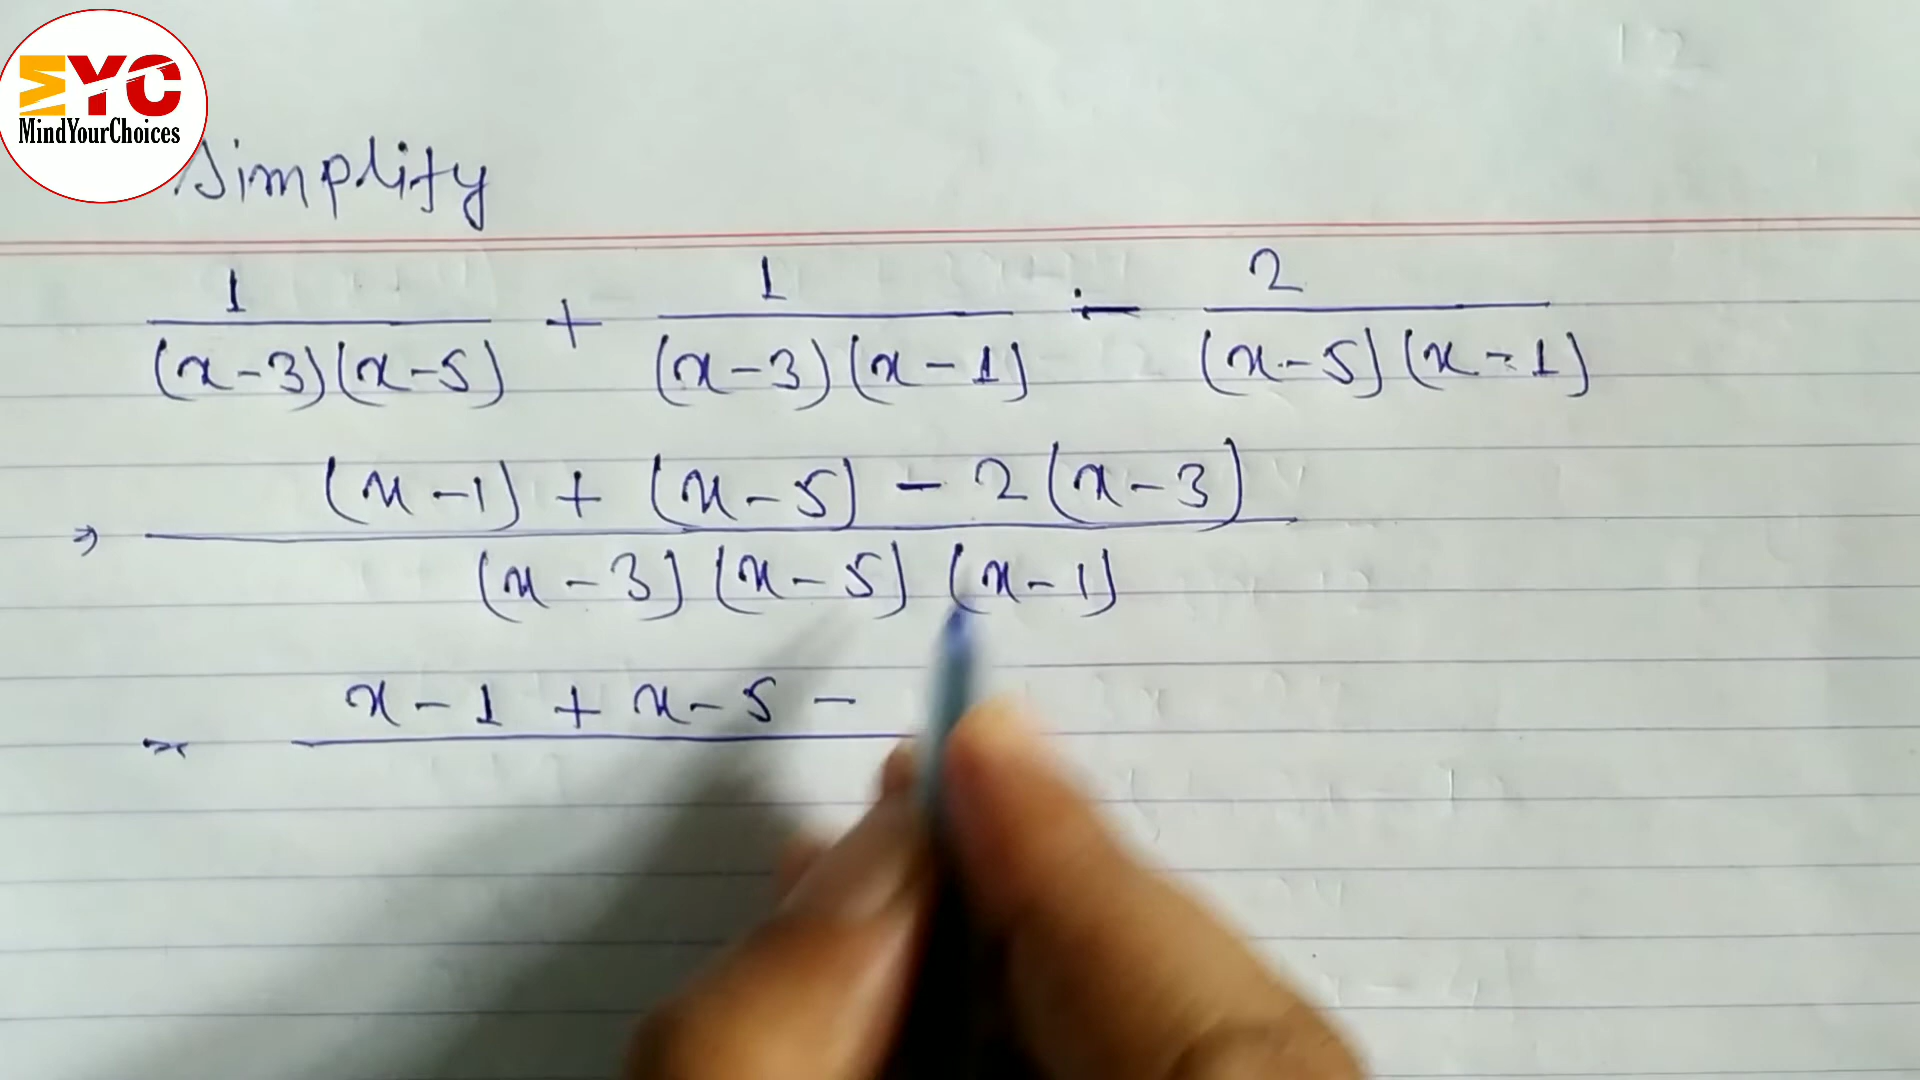 MYC
MindYourChoices
Simplify
1/((x-3)(x-5)) + 1/((x-3)(x-1)) - 2/((x-5)(x-1))
⇒ ((x-1) + (x-5) - 2(x-3))/((x-3)(x-5)(x-1))
x-1 + x-5 -